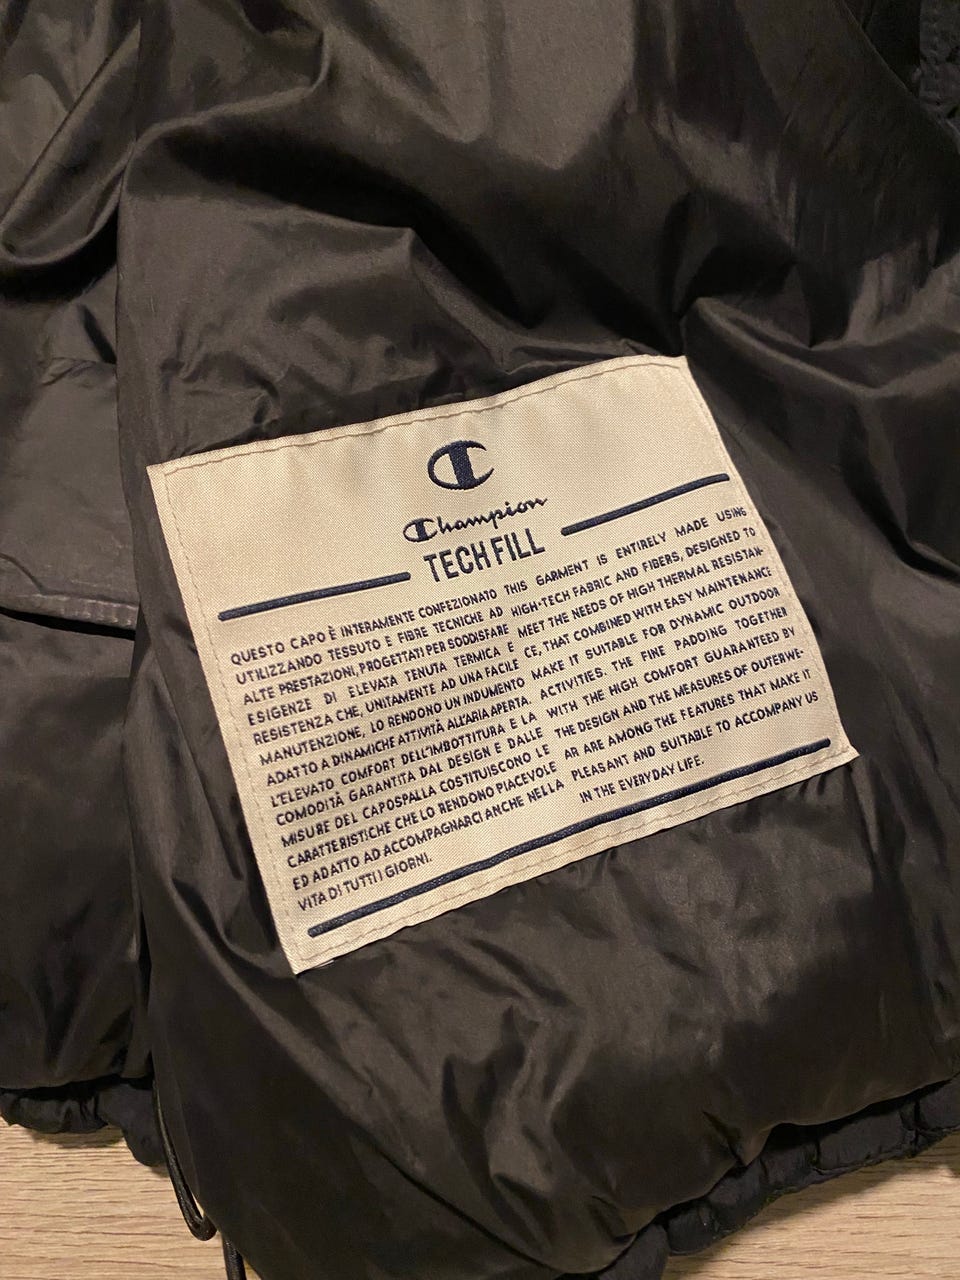 Champion
TECH FILL
QUESTO CAPO È INTERAMENTE CONFEZIONATO
UTILIZZANDO TESSUTO E FIBRE TECNICHE AD
ALTE PRESTAZIONI, PROGETTATI PER SODDISFARE
ESIGENZE DI ELEVATA TENUTA TERMICA E
RESISTENZA CHE, UNITAMENTE AD UNA FACILE
MANUTENZIONE, LO RENDONO UN INDUMENTO
ADATTO A DINAMICHE ATTIVITÀ ALL'ARIA APERTA.
L'ELEVATO COMFORT DELL'IMBOTTITURA E LA
COMODITÀ GARANTITA DAL DESIGN E DALLE
MISURE DEL CAPOSPALLA COSTITUISCONO LE
CARATTERISTICHE CHE LO RENDONO PIACEVOLE
ED ADATTO AD ACCOMPAGNARCI ANCHE NELLA
VITA DI TUTTI I GIORNI.
THIS GARMENT IS ENTIRELY MADE USING
HIGH-TECH FABRIC AND FIBERS, DESIGNED TO
MEET THE NEEDS OF HIGH THERMAL RESISTAN-
CE, THAT COMBINED WITH EASY MAINTENANCE
MAKE IT SUITABLE FOR DYNAMIC OUTDOOR
ACTIVITIES. THE FINE PADDING TOGETHER
WITH THE HIGH COMFORT GUARANTEED BY
THE DESIGN AND THE MEASURES OF OUTERWE-
AR ARE AMONG THE FEATURES THAT MAKE IT
PLEASANT AND SUITABLE TO ACCOMPANY US
IN THE EVERYDAY LIFE.